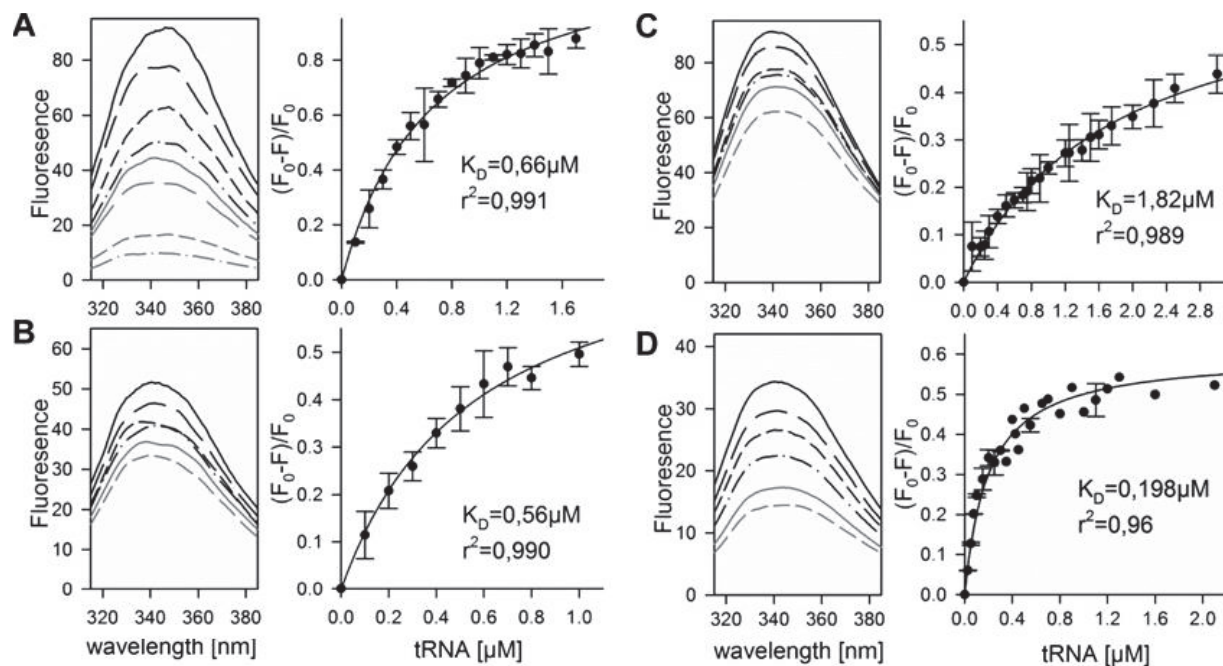 A
Fluoresence
80
60
40
20
0
320 340 360 380
(F0-F)/F0
0.8
0.6
0.4
0.2
0.0
KD=0,66µM
r²=0,991
0.0 0.4 0.8 1.2 1.6
B
Fluoresence
60
50
40
30
20
10
0
320 340 360 380
wavelength [nm]
(F0-F)/F0
0.5
0.4
0.3
0.2
0.1
0.0
KD=0,56µM
r²=0,990
0.0 0.2 0.4 0.6 0.8 1.0
tRNA [µM]
C
Fluoresence
80
60
40
20
0
320 340 360 380
(F0-F)/F0
0.5
0.4
0.3
0.2
0.1
0.0
KD=1,82µM
r²=0,989
0.0 0.4 0.8 1.2 1.6 2.0 2.4 2.8
D
Fluoresence
40
30
20
10
0
320 340 360 380
wavelength [nm]
(F0-F)/F0
0.6
0.5
0.4
0.3
0.2
0.1
0.0
KD=0,198µM
r²=0,96
0.0 0.4 0.8 1.2 1.6 2.0
tRNA [µM]